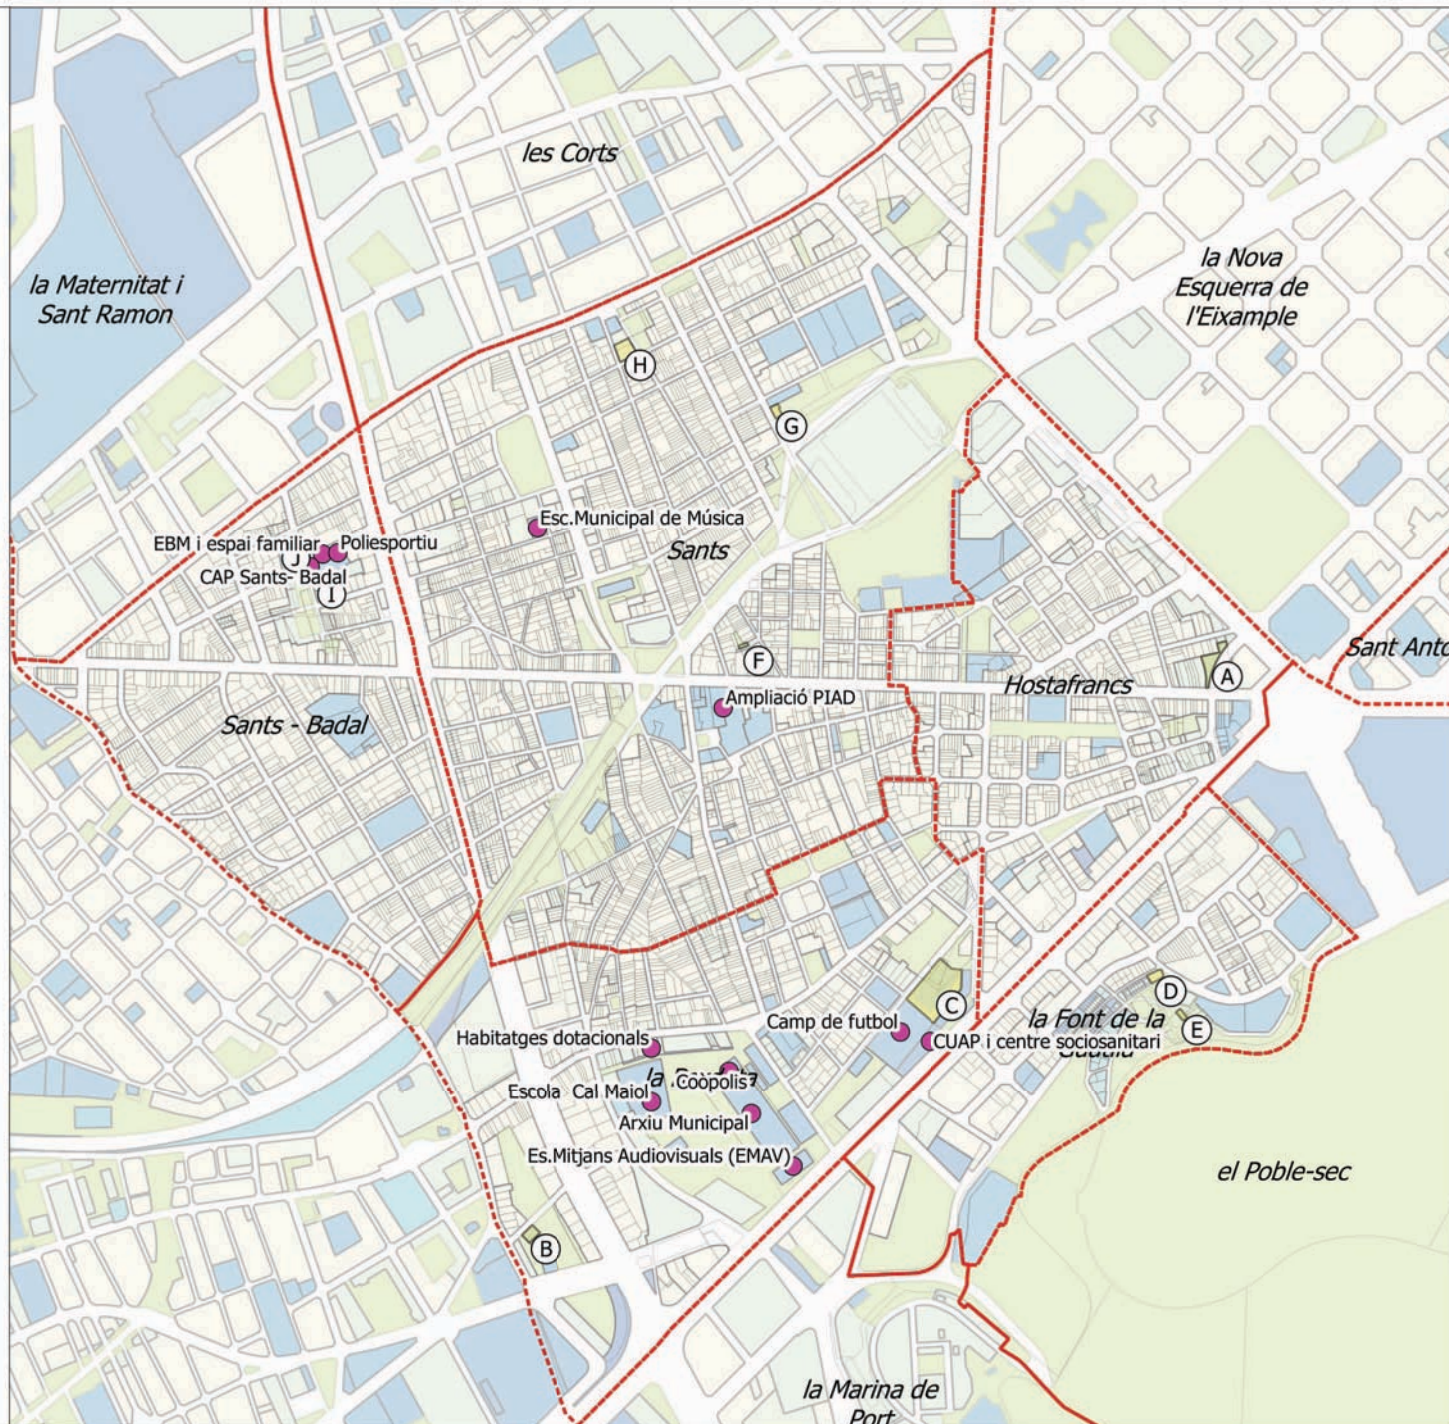 les Corts
la Maternitat i
Sant Ramon
la Nova
Esquerra de
l'Eixample
H
G
Esc.Municipal de Música
Sants
EBM i espai familiar
Poliesportiu
J
CAP Sants- Badal
I
F
Sant Anto
A
Hostafrancs
Ampliació PIAD
Sants - Badal
D
C
Camp de futbol
la Font de la
E
CUAP i centre sociosanitari
Habitatges dotacionals
la
Coòpolis
Escola Cal Maiol
Arxiu Municipal
Es.Mitjans Audiovisuals (EMAV)
el Poble-sec
B
la Marina de
Port